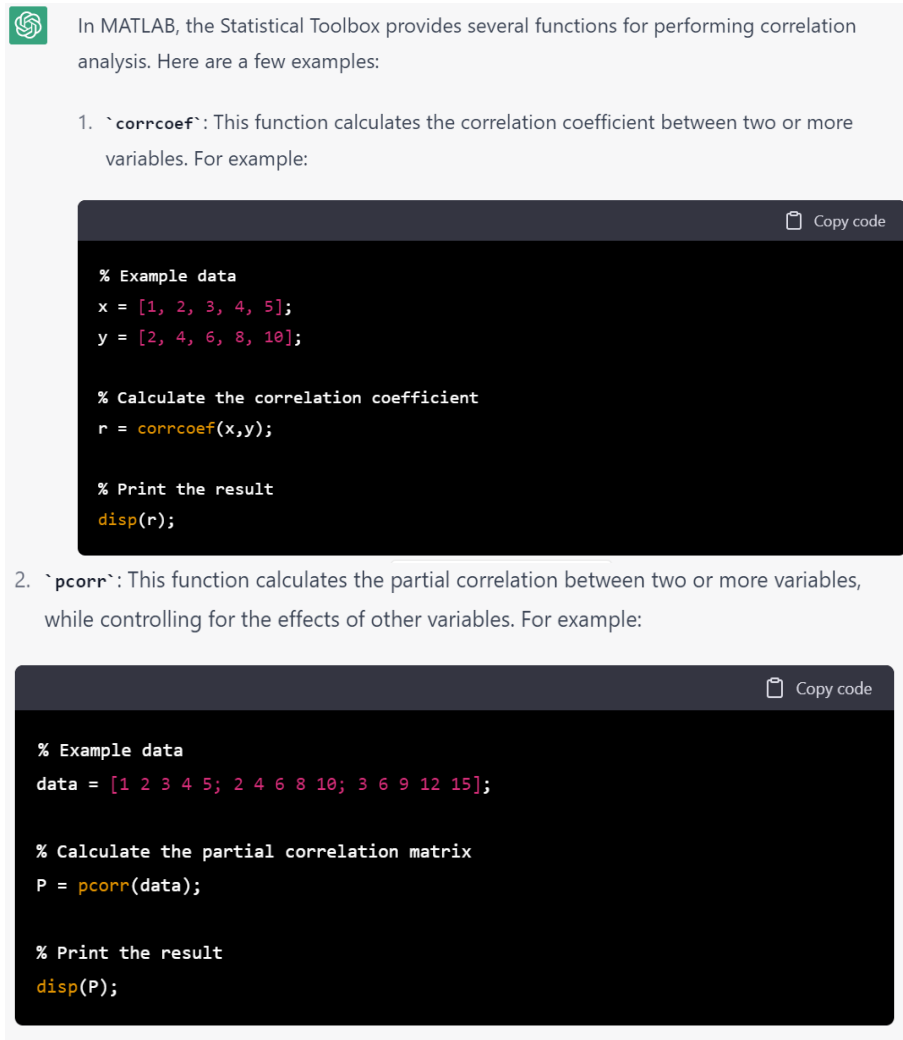 In MATLAB, the Statistical Toolbox provides several functions for performing correlation
analysis. Here are a few examples:
1. `corrcoef`: This function calculates the correlation coefficient between two or more
variables. For example:
Copy code
% Example data
x = [1, 2, 3, 4, 5];
y = [2, 4, 6, 8, 10];
% Calculate the correlation coefficient
r = corrcoef(x,y);
% Print the result
disp(r);
2. `pcorr`: This function calculates the partial correlation between two or more variables,
while controlling for the effects of other variables. For example:
Copy code
% Example data
data = [1 2 3 4 5; 2 4 6 8 10; 3 6 9 12 15];
% Calculate the partial correlation matrix
P = pcorr(data);
% Print the result
disp(P);